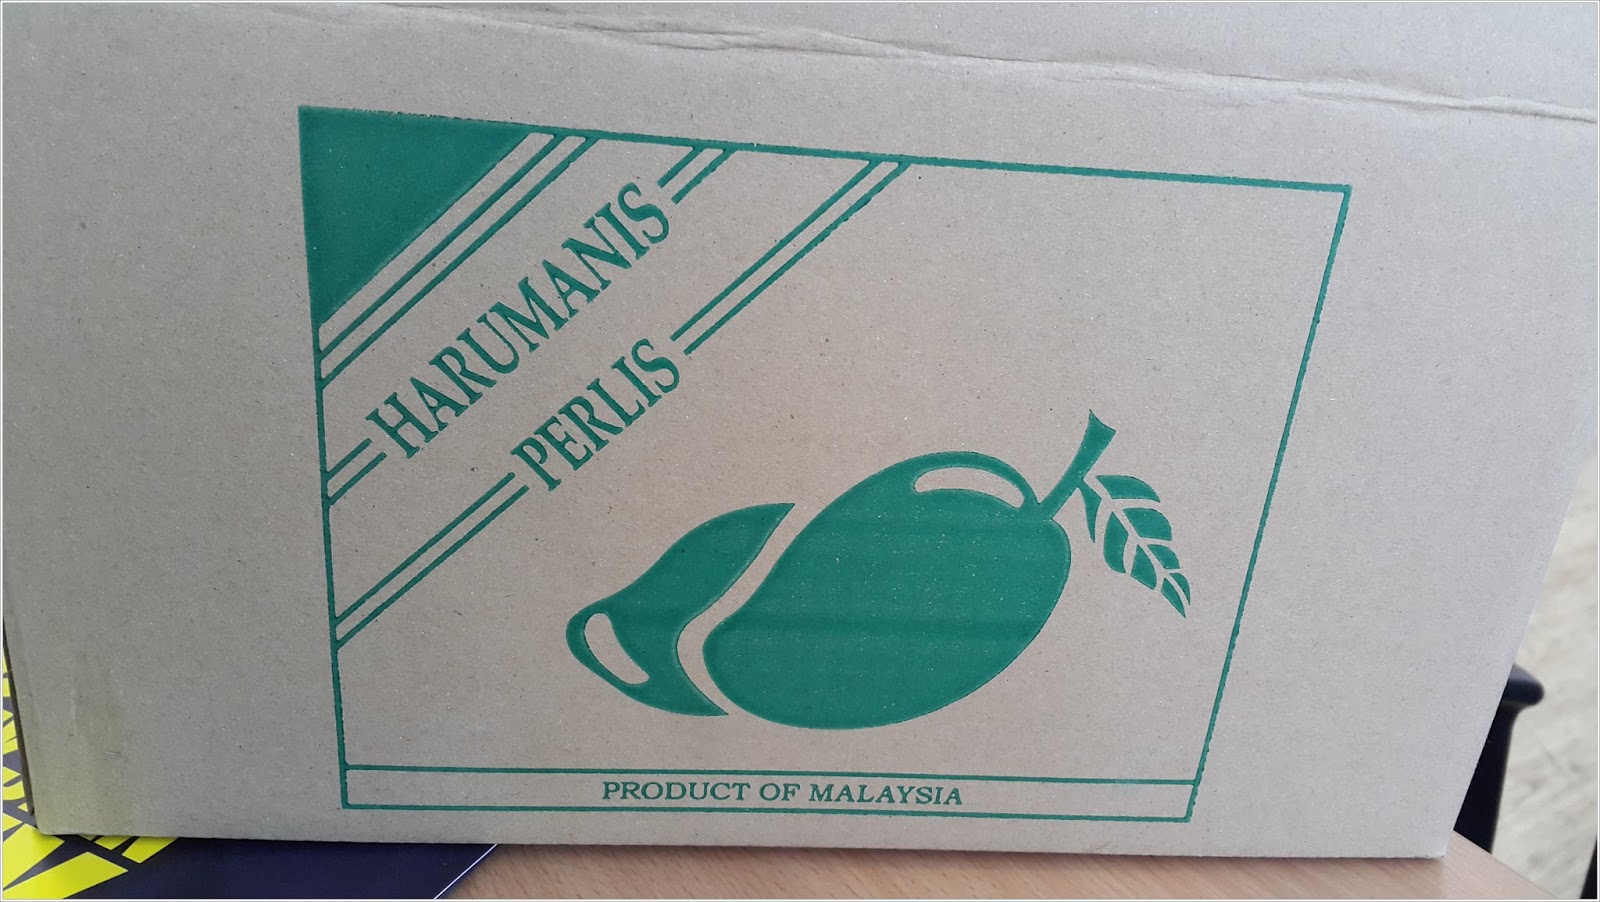 HARUMANIS
PERLIS
PRODUCT OF MALAYSIA